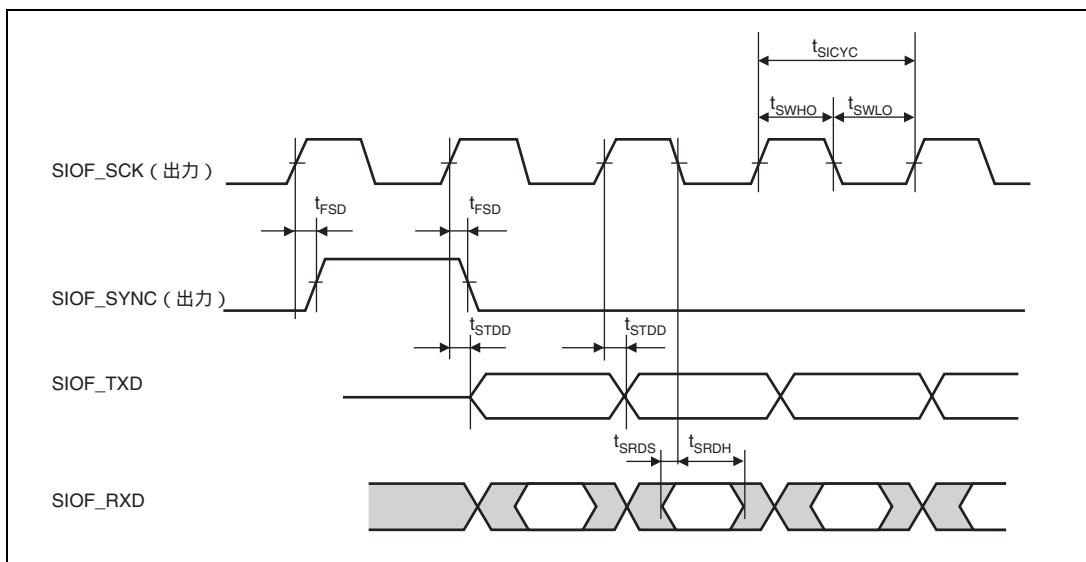 tSICYC
tSWHO
tSWLO
SIOF_SCK（出力）
tFSD
tFSD
SIOF_SYNC（出力）
tSTDD
tSTDD
SIOF_TXD
tSRDS
tSRDH
SIOF_RXD